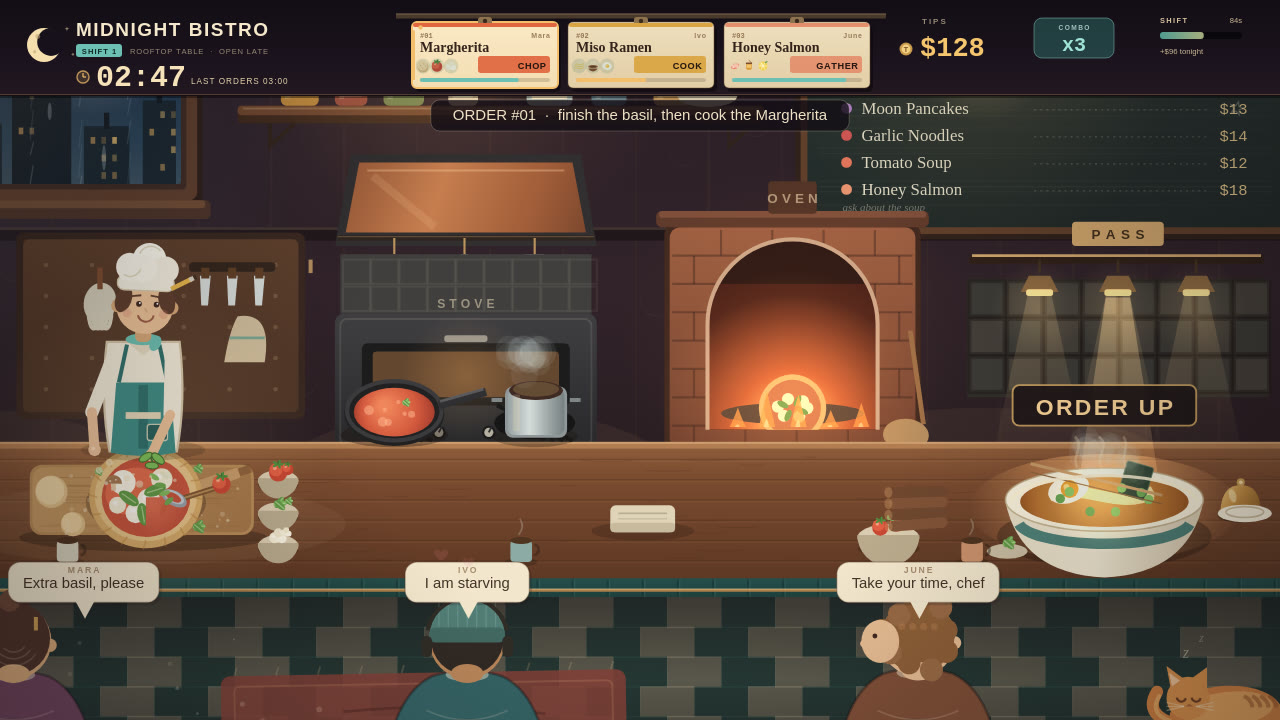 MIDNIGHT BISTRO
SHIFT 1 ROOFTOP TABLE · OPEN LATE
02:47 LAST ORDERS 03:00
#01 Mara
Margherita
CHOP
#02 Ivo
Miso Ramen
COOK
#03 June
Honey Salmon
GATHER
TIPS
$128
COMBO
x3
SHIFT 84s
+$96 tonight
ORDER #01 · finish the basil, then cook the Margherita
Moon Pancakes $13
Garlic Noodles $14
Tomato Soup $12
Honey Salmon $18
ask about the soup
OVEN
PASS
STOVE
ORDER UP
MARA
Extra basil, please
IVO
I am starving
JUNE
Take your time, chef
z
z